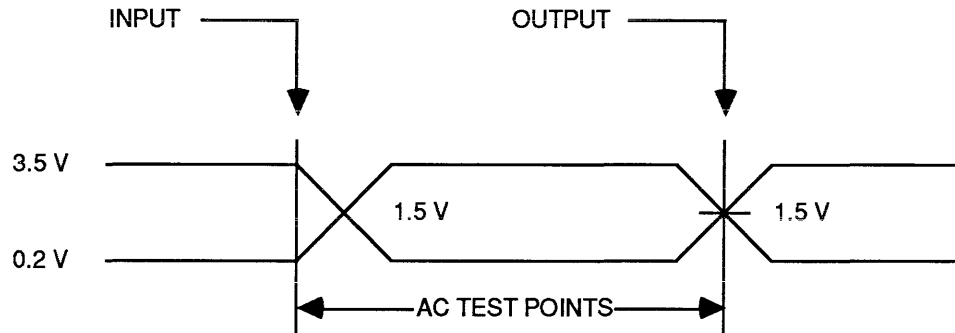 INPUT
OUTPUT
3.5 V
1.5 V
1.5 V
0.2 V
AC TEST POINTS